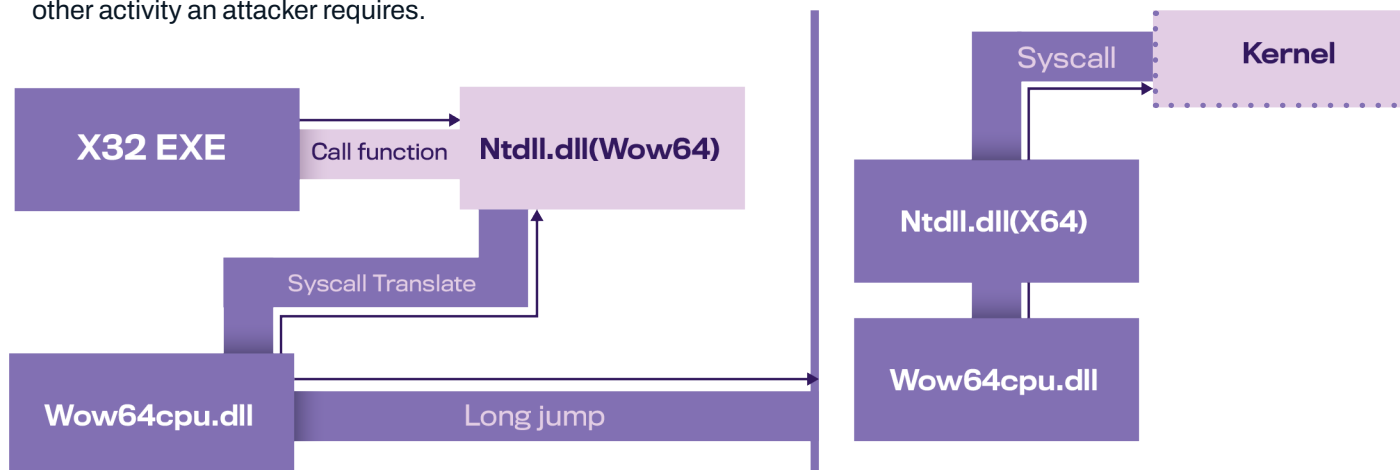 other activity an attacker requires.
X32 EXE
Call function
Ntdll.dll(Wow64)
Syscall Translate
Wow64cpu.dll
Long jump
Syscall
Kernel
Ntdll.dll(X64)
Wow64cpu.dll